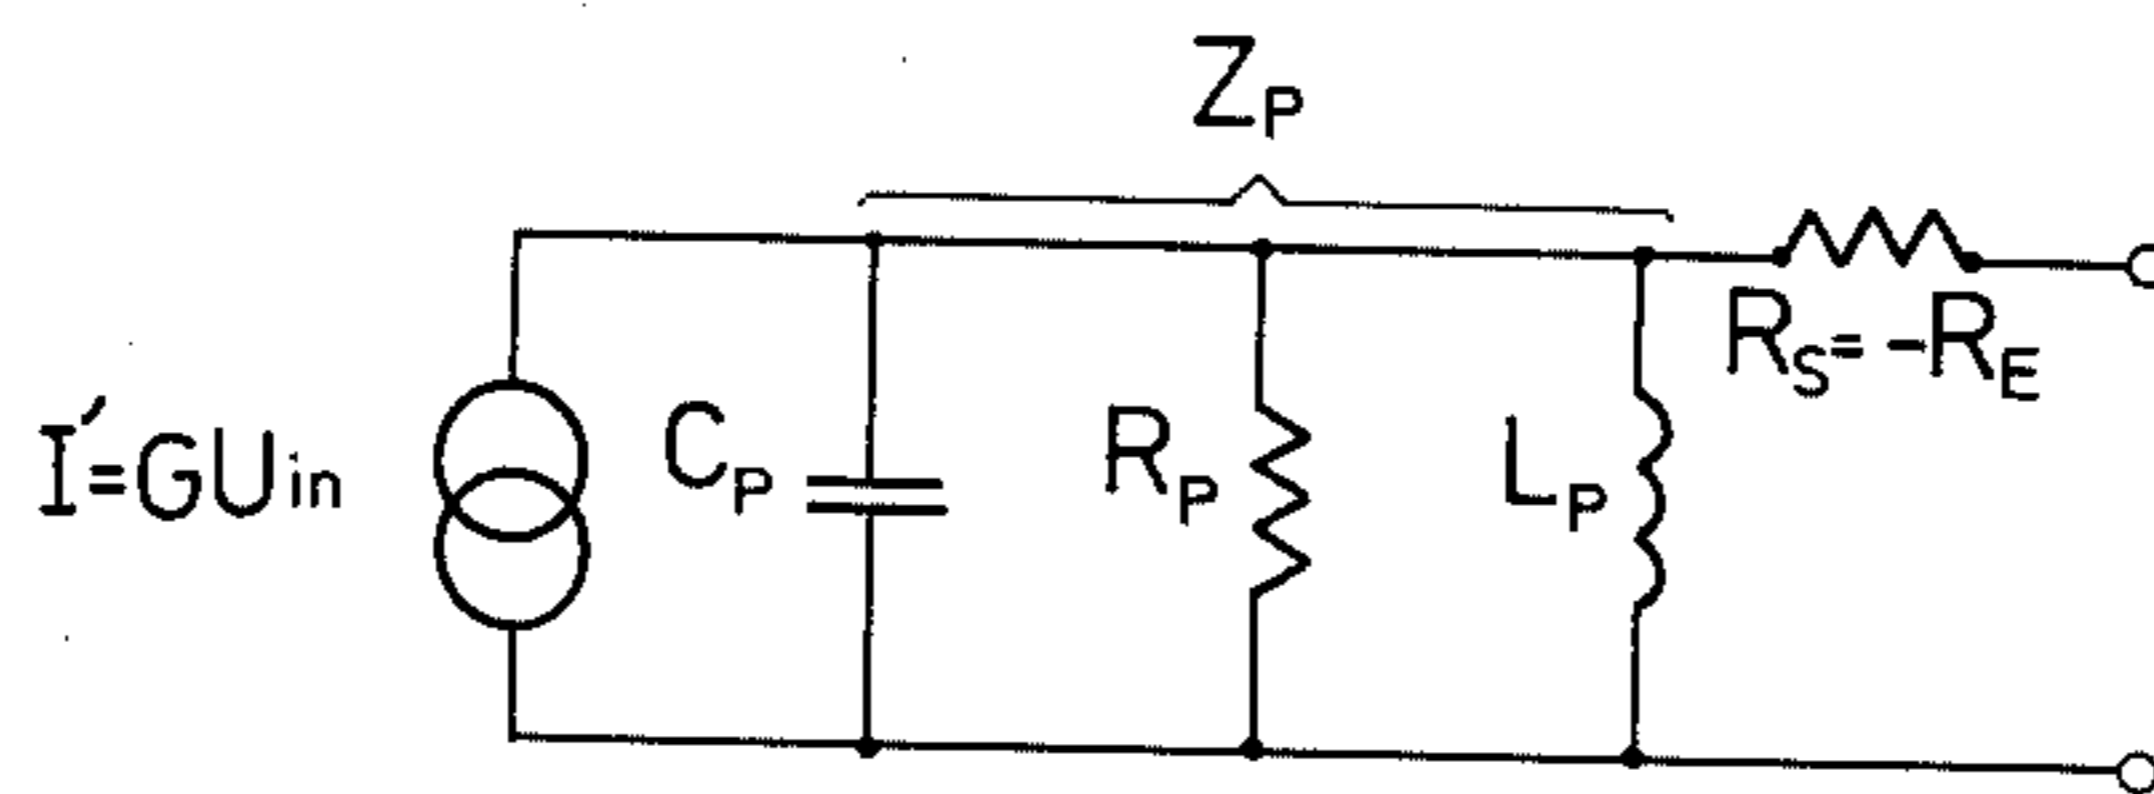 Z_P
R_S = -R_E
I' = GU_in
C_P
R_P
L_P